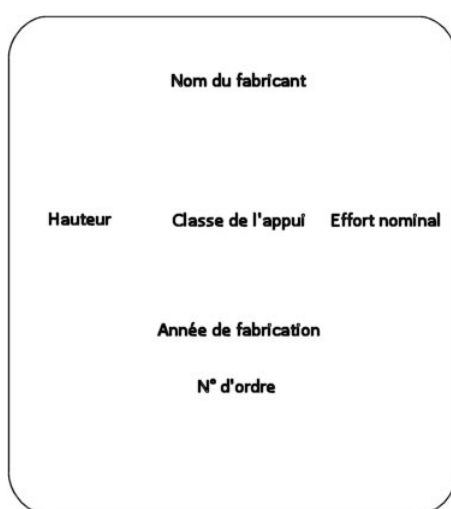 Nom du fabricant
Hauteur Classe de l'appui Effort nominal
Année de fabrication
N° d'ordre